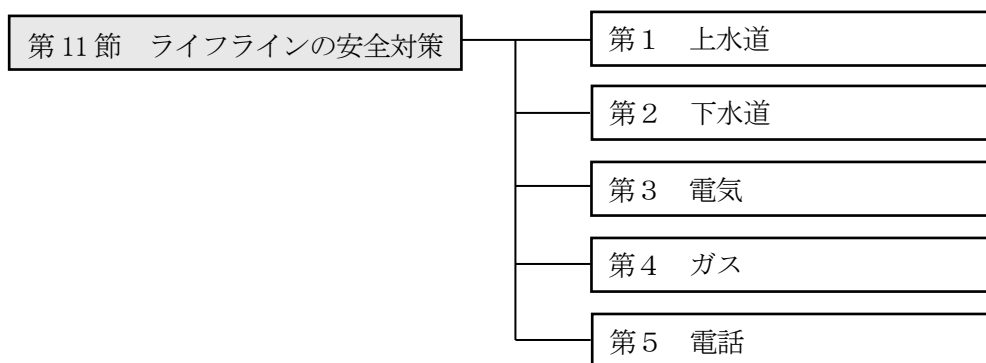 第11節　ライフラインの安全対策
第１　上水道
第２　下水道
第３　電気
第４　ガス
第５　電話